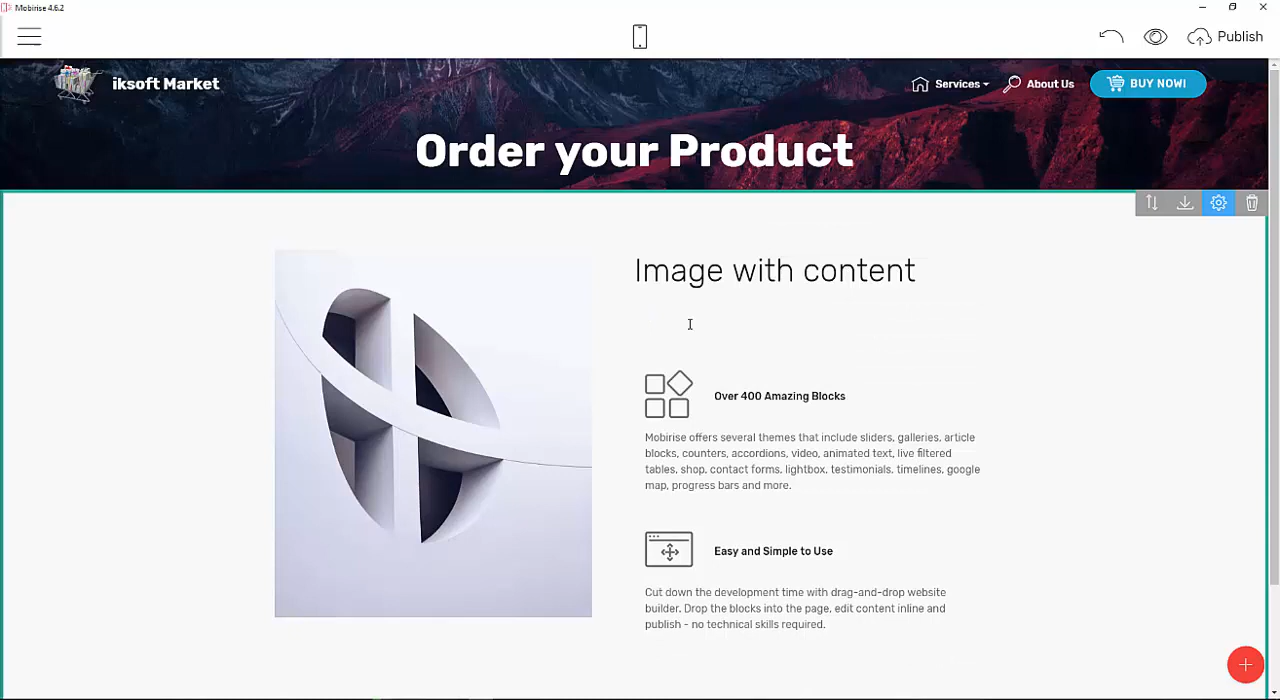 Mobirise 4.6.2
Publish
iksoft Market
Services
About Us
BUY NOW!
Order your Product
Image with content
Over 400 Amazing Blocks
Mobirise offers several themes that include sliders, galleries, article
blocks, counters, accordions, video, animated text, live filtered
tables, shop, contact forms, lightbox, testimonials, timelines, google
map, progress bars and more.
Easy and Simple to Use
Cut down the development time with drag-and-drop website
builder. Drop the blocks into the page, edit content inline and
publish - no technical skills required.